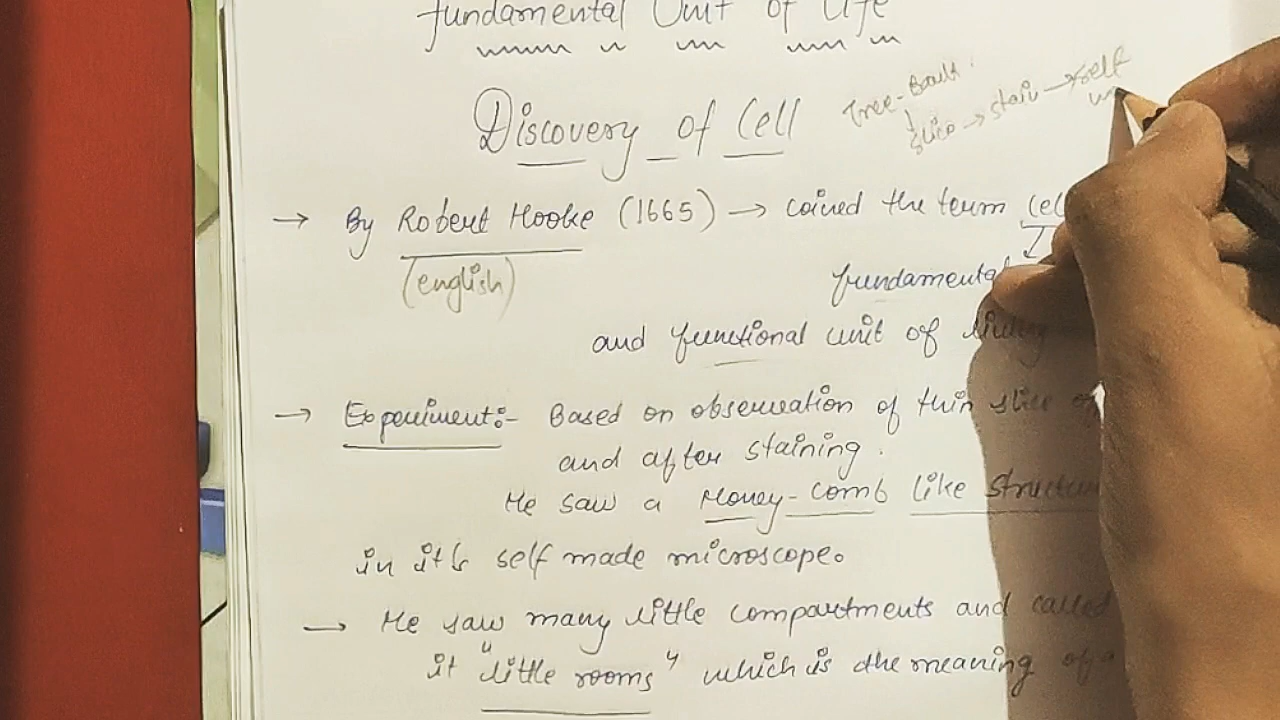 fundamental Unit of Life
Discovery of Cell
Tree-Bark.
slice → stain → self
→ By Robert Hooke (1665) → coined the term cel
(english)
fundamental
and functional unit of living
→ Experiment:- Based on observation of thin slice of
and after staining.
He saw a Honey-comb like structur
in it's self made microscope.
→ He saw many little compartments and called
it "little rooms" which is the meaning of a